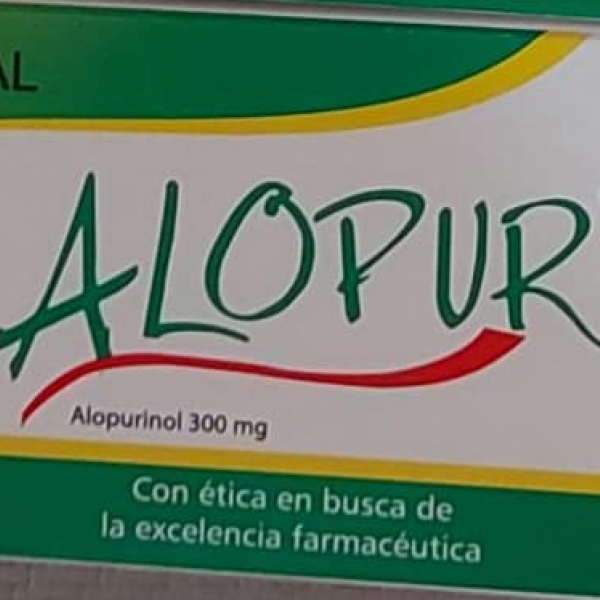 AL
ALOPUR
Alopurinol 300 mg
Con ética en busca de
la excelencia farmacéutica